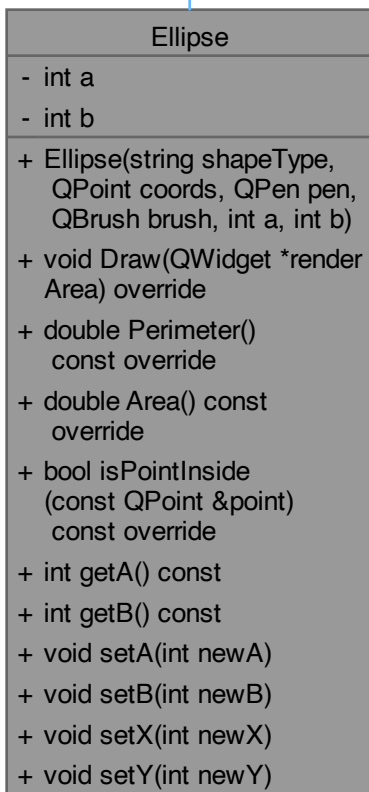 Ellipse
- int a
- int b
+ Ellipse(string shapeType,
QPoint coords, QPen pen,
QBrush brush, int a, int b)
+ void Draw(QWidget *render
Area) override
+ double Perimeter()
const override
+ double Area() const
override
+ bool isPointInside
(const QPoint &point)
const override
+ int getA() const
+ int getB() const
+ void setA(int newA)
+ void setB(int newB)
+ void setX(int newX)
+ void setY(int newY)